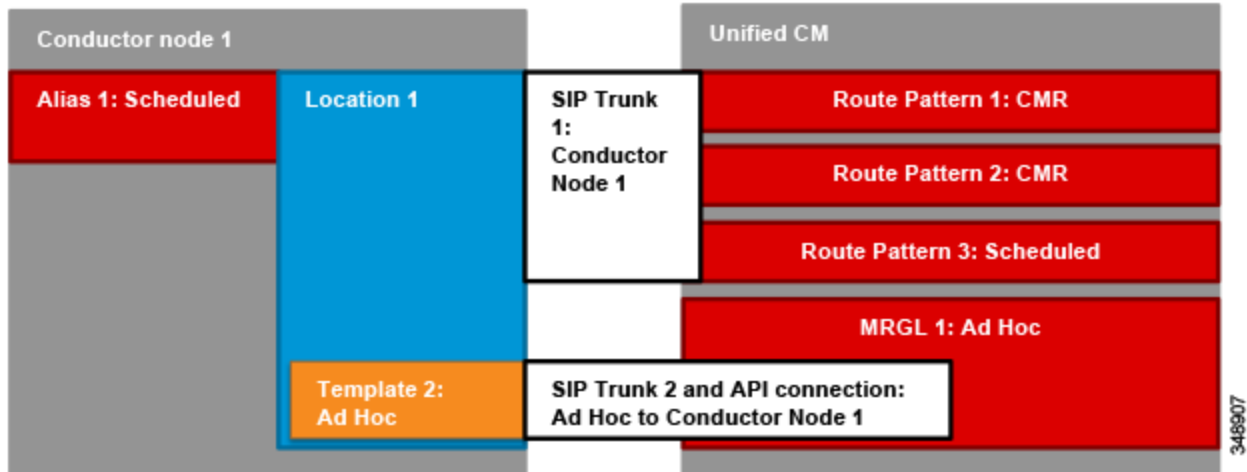 Conductor node 1
Unified CM
Alias 1: Scheduled
Location 1
SIP Trunk
1:
Conductor
Node 1
Route Pattern 1: CMR
Route Pattern 2: CMR
Route Pattern 3: Scheduled
MRGL 1: Ad Hoc
Template 2:
Ad Hoc
SIP Trunk 2 and API connection:
Ad Hoc to Conductor Node 1
348907